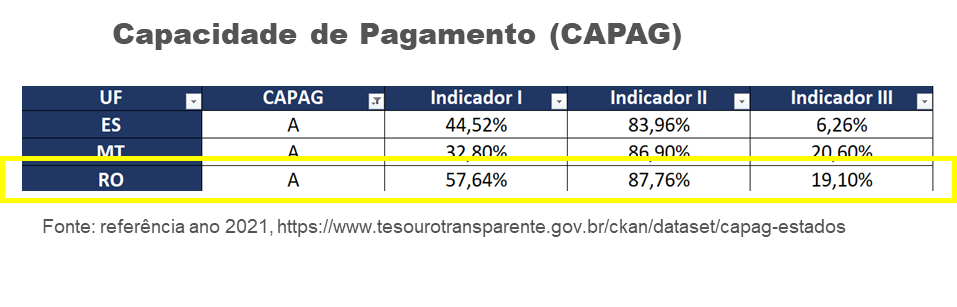 Capacidade de Pagamento (CAPAG)
UF CAPAG Indicador I Indicador II Indicador III
ES A 44,52% 83,96% 6,26%
MT A 32,80% 86,90% 20,60%
RO A 57,64% 87,76% 19,10%
Fonte: referência ano 2021, https://www.tesourotransparente.gov.br/ckan/dataset/capag-estados